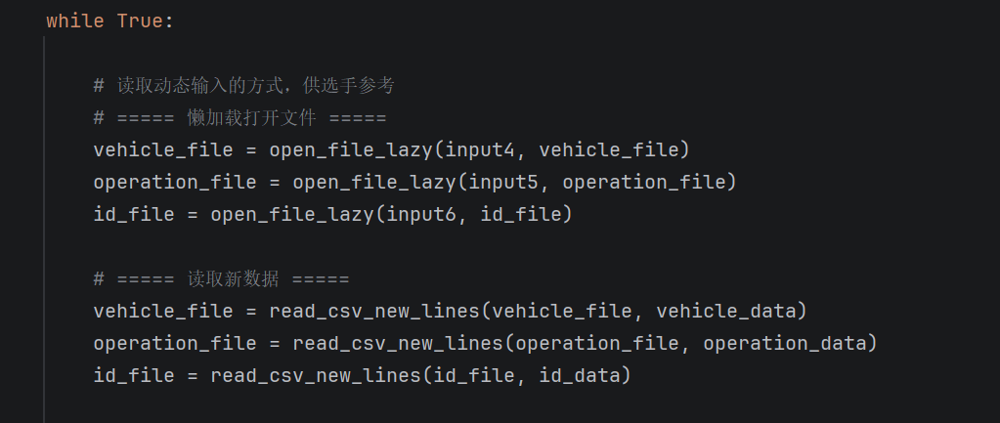 while True:
# 读取动态输入的方式，供选手参考
# ===== 懒加载打开文件 =====
vehicle_file = open_file_lazy(input4, vehicle_file)
operation_file = open_file_lazy(input5, operation_file)
id_file = open_file_lazy(input6, id_file)
# ===== 读取新数据 =====
vehicle_file = read_csv_new_lines(vehicle_file, vehicle_data)
operation_file = read_csv_new_lines(operation_file, operation_data)
id_file = read_csv_new_lines(id_file, id_data)